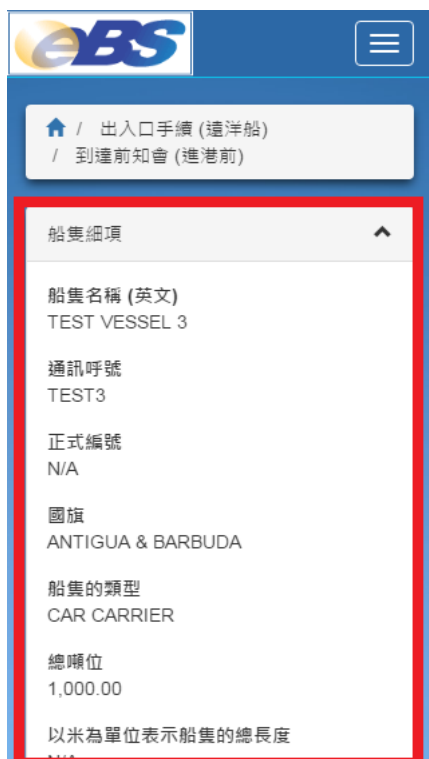 eBS
/ 出入口手續 (遠洋船)
/ 到達前知會 (進港前)
船隻細項
船隻名稱 (英文)
TEST VESSEL 3
通訊呼號
TEST3
正式編號
N/A
國旗
ANTIGUA & BARBUDA
船隻的類型
CAR CARRIER
總噸位
1,000.00
以米為單位表示船隻的總長度